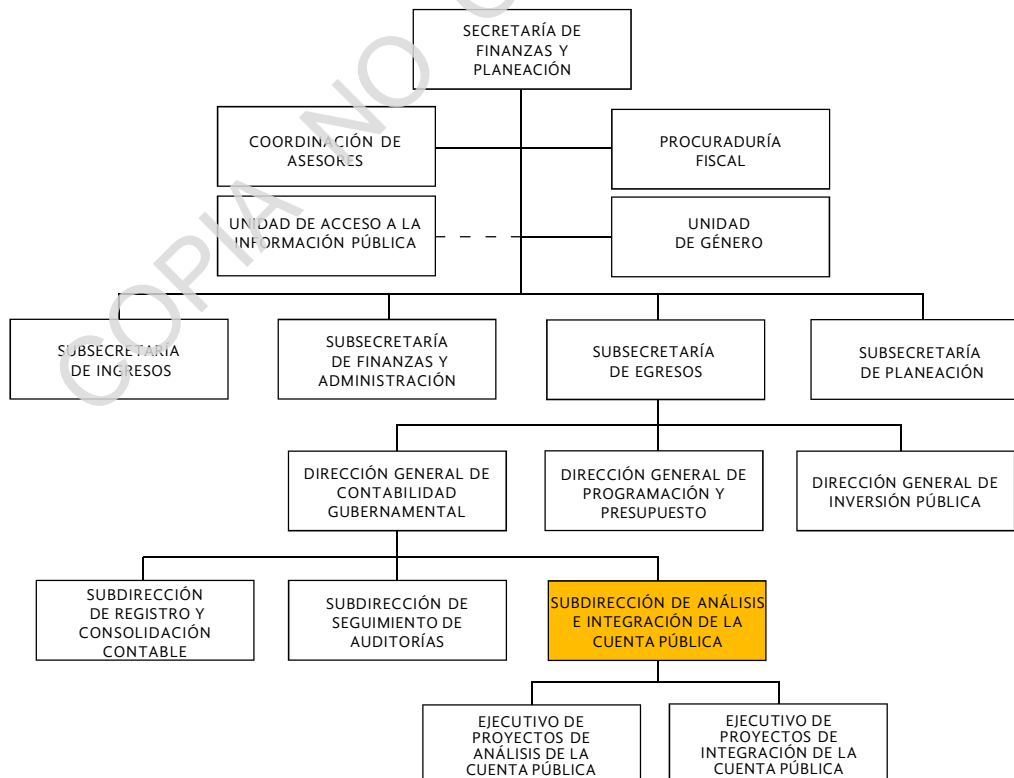 SECRETARÍA DE
FINANZAS Y
PLANEACIÓN
COORDINACIÓN DE
ASESORES
PROCURADURÍA
FISCAL
UNIDAD DE ACCESO A LA
INFORMACIÓN PÚBLICA
UNIDAD
DE GÉNERO
SUBSECRETARÍA
DE INGRESOS
SUBSECRETARÍA
DE FINANZAS Y
ADMINISTRACIÓN
SUBSECRETARÍA
DE EGRESOS
SUBSECRETARÍA
DE PLANEACIÓN
DIRECCIÓN GENERAL DE
CONTABILIDAD
GUBERNAMENTAL
DIRECCIÓN GENERAL DE
PROGRAMACIÓN Y
PRESUPUESTO
DIRECCIÓN GENERAL DE
INVERSIÓN PÚBLICA
SUBDIRECCIÓN
DE REGISTRO Y
CONSOLIDACIÓN
CONTABLE
SUBDIRECCIÓN DE
SEGUIMIENTO DE
AUDITORÍAS
SUBDIRECCIÓN DE ANÁLISIS
E INTEGRACIÓN DE LA
CUENTA PÚBLICA
EJECUTIVO DE
PROYECTOS DE
ANÁLISIS DE LA
CUENTA PÚBLICA
EJECUTIVO DE
PROYECTOS DE
INTEGRACIÓN DE LA
CUENTA PÚBLICA
COPIA NO